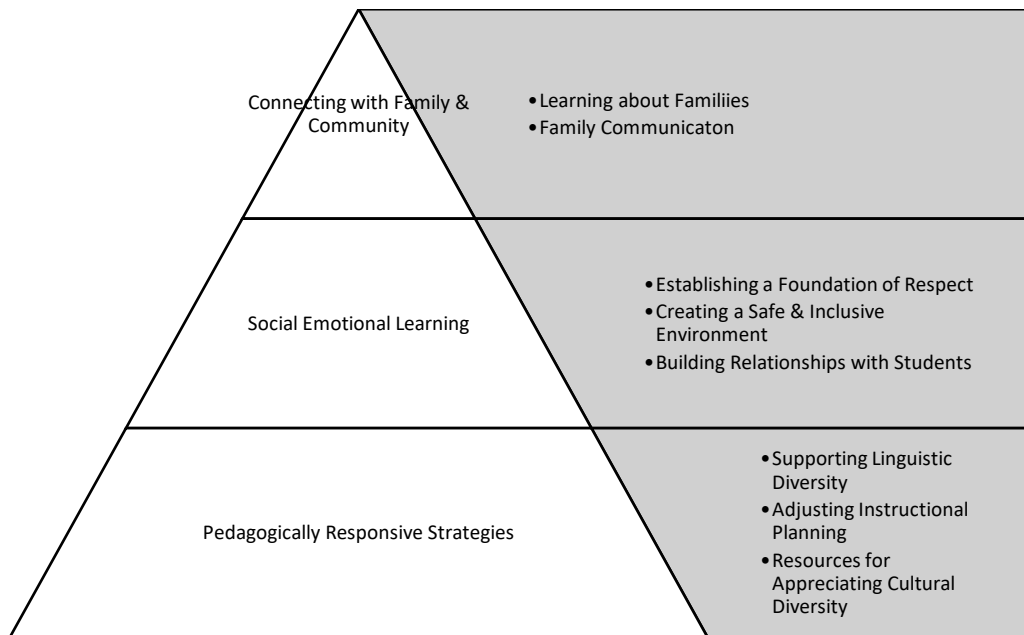 Connecting with Family &
Community
•Learning about Familiies
•Family Communicaton
Social Emotional Learning
•Establishing a Foundation of Respect
•Creating a Safe & Inclusive
Environment
•Building Relationships with Students
Pedagogically Responsive Strategies
•Supporting Linguistic
Diversity
•Adjusting Instructional
Planning
•Resources for
Appreciating Cultural
Diversity